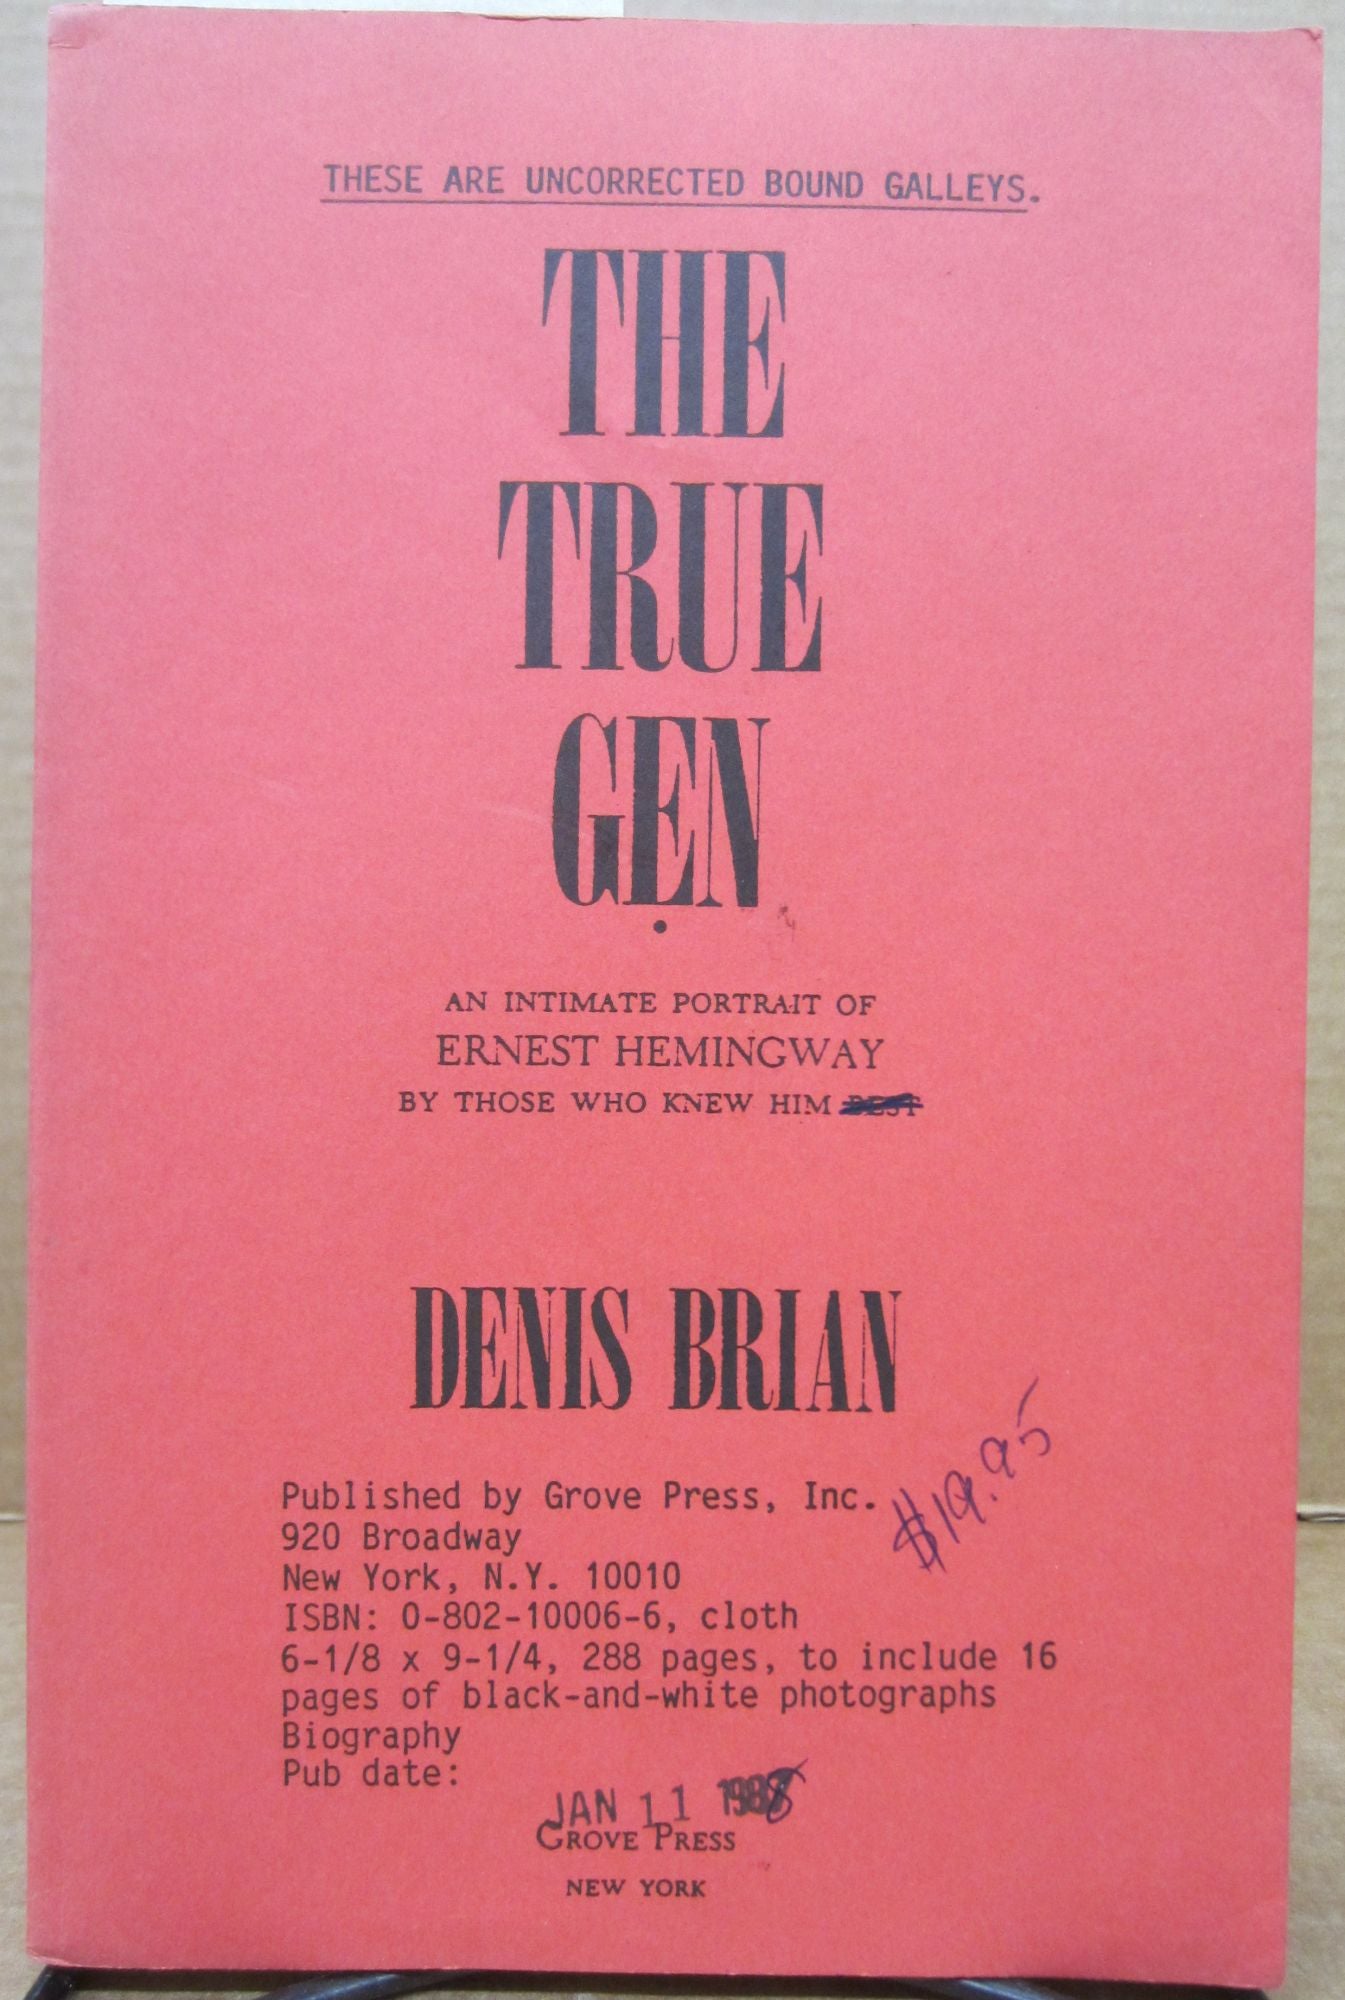 THESE ARE UNCORRECTED BOUND GALLEYS.
THE
TRUE
GEN
AN INTIMATE PORTRAIT OF
ERNEST HEMINGWAY
BY THOSE WHO KNEW HIM BEST
DENIS BRIAN
$19.95
Published by Grove Press, Inc.
920 Broadway
New York, N.Y. 10010
ISBN: 0-802-10006-6, cloth
6-1/8 x 9-1/4, 288 pages, to include 16
pages of black-and-white photographs
Biography
Pub date:
JAN 11 1988
GROVE PRESS
NEW YORK